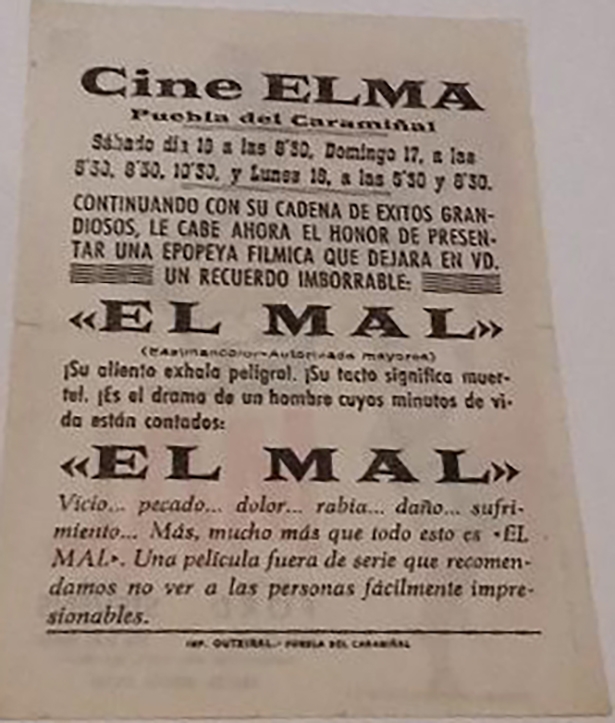 Cine ELMA
Puebla del Caramiñal
Sábado día 16 a las 8'30, Domingo 17, a las
5'30, 8'30, 10'30, y Lunes 18, a las 5'30 y 8'30.
CONTINUANDO CON SU CADENA DE EXITOS GRAN-
DIOSOS, LE CABE AHORA EL HONOR DE PRESEN-
TAR UNA EPOPEYA FILMICA QUE DEJARA EN VD.
UN RECUERDO IMBORRABLE:
«EL MAL»
(Eastmancolor-Autorizada mayores)
¡Su aliento exhala peligro!. ¡Su tacto significa muer-
te!. ¡Es el drama de un hombre cuyos minutos de vi-
da están contados:
«EL MAL»
Vicio... pecado... dolor... rabia... daño... sufri-
miento... Más, mucho más que todo esto es «EL
MAL». Una película fuera de serie que recomen-
damos no ver a las personas fácilmente impre-
sionables.
IMP. OUTEIRAL.- PUEBLA DEL CARAMIÑAL